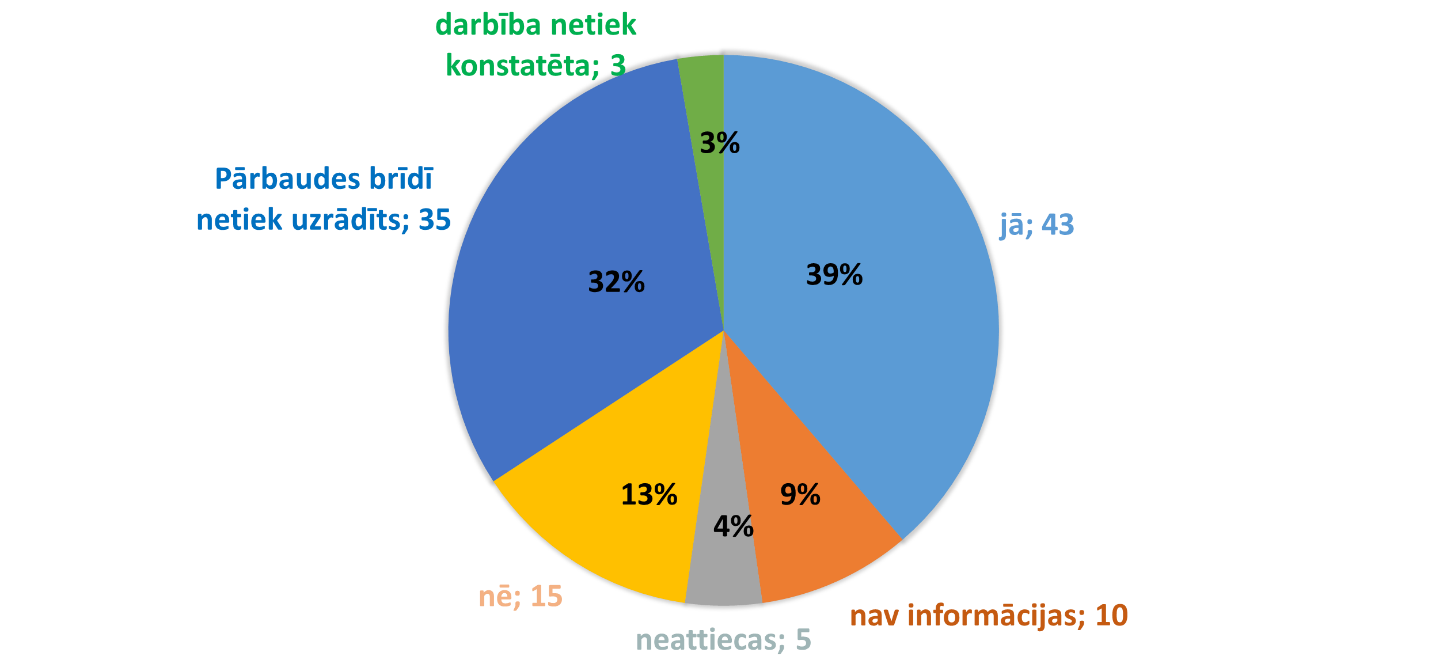 darbība netiek
konstatēta; 3
3%
Pārbaudes brīdī
netiek uzrādīts; 35
jā; 43
32%
39%
13%
4%
9%
nē; 15
neattiecas; 5
nav informācijas; 10